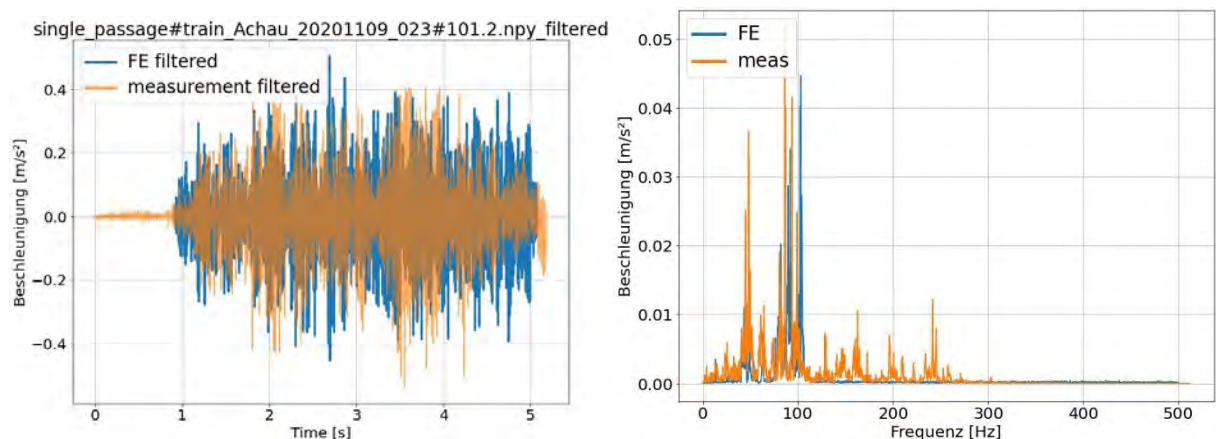 single_passage#train_Achau_20201109_023#101.2.npy_filtered
FE filtered
measurement filtered
0.4
0.2
0.0
−0.2
−0.4
Beschleunigung [m/s²]
0 1 2 3 4 5
Time [s]
FE
meas
0.05
0.04
0.03
0.02
0.01
0.00
Beschleunigung [m/s²]
0 100 200 300 400 500
Frequenz [Hz]